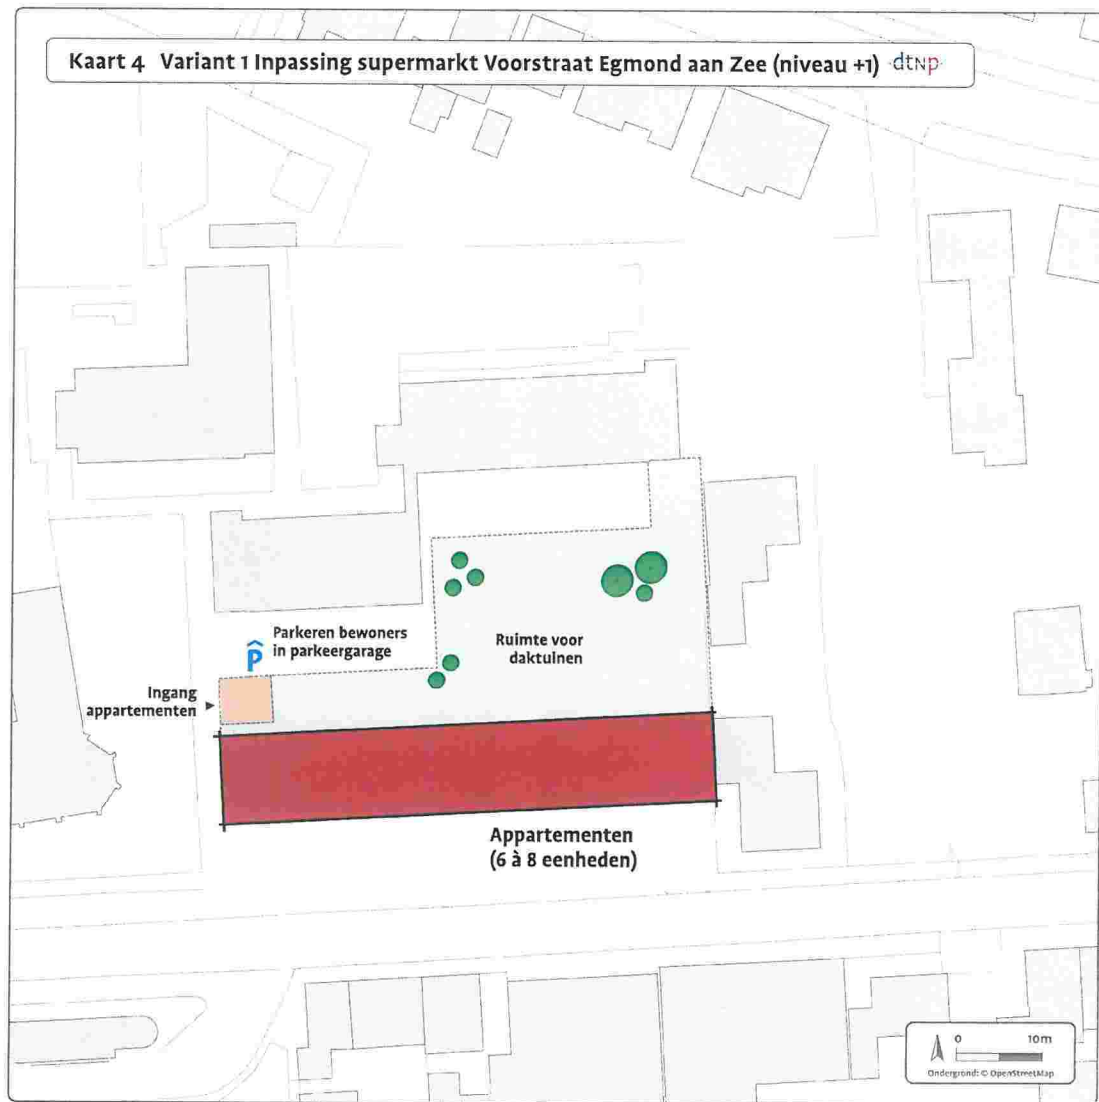 Kaart 4 Variant 1 Inpassing supermarkt Voorstraat Egmond aan Zee (niveau +1) dtnp
Parkeren bewoners
in parkeergarage
P
Ruimte voor
daktuinen
Ingang
appartementen
Appartementen
(6 à 8 eenheden)
0 10m
Ondergrond: © OpenStreetMap